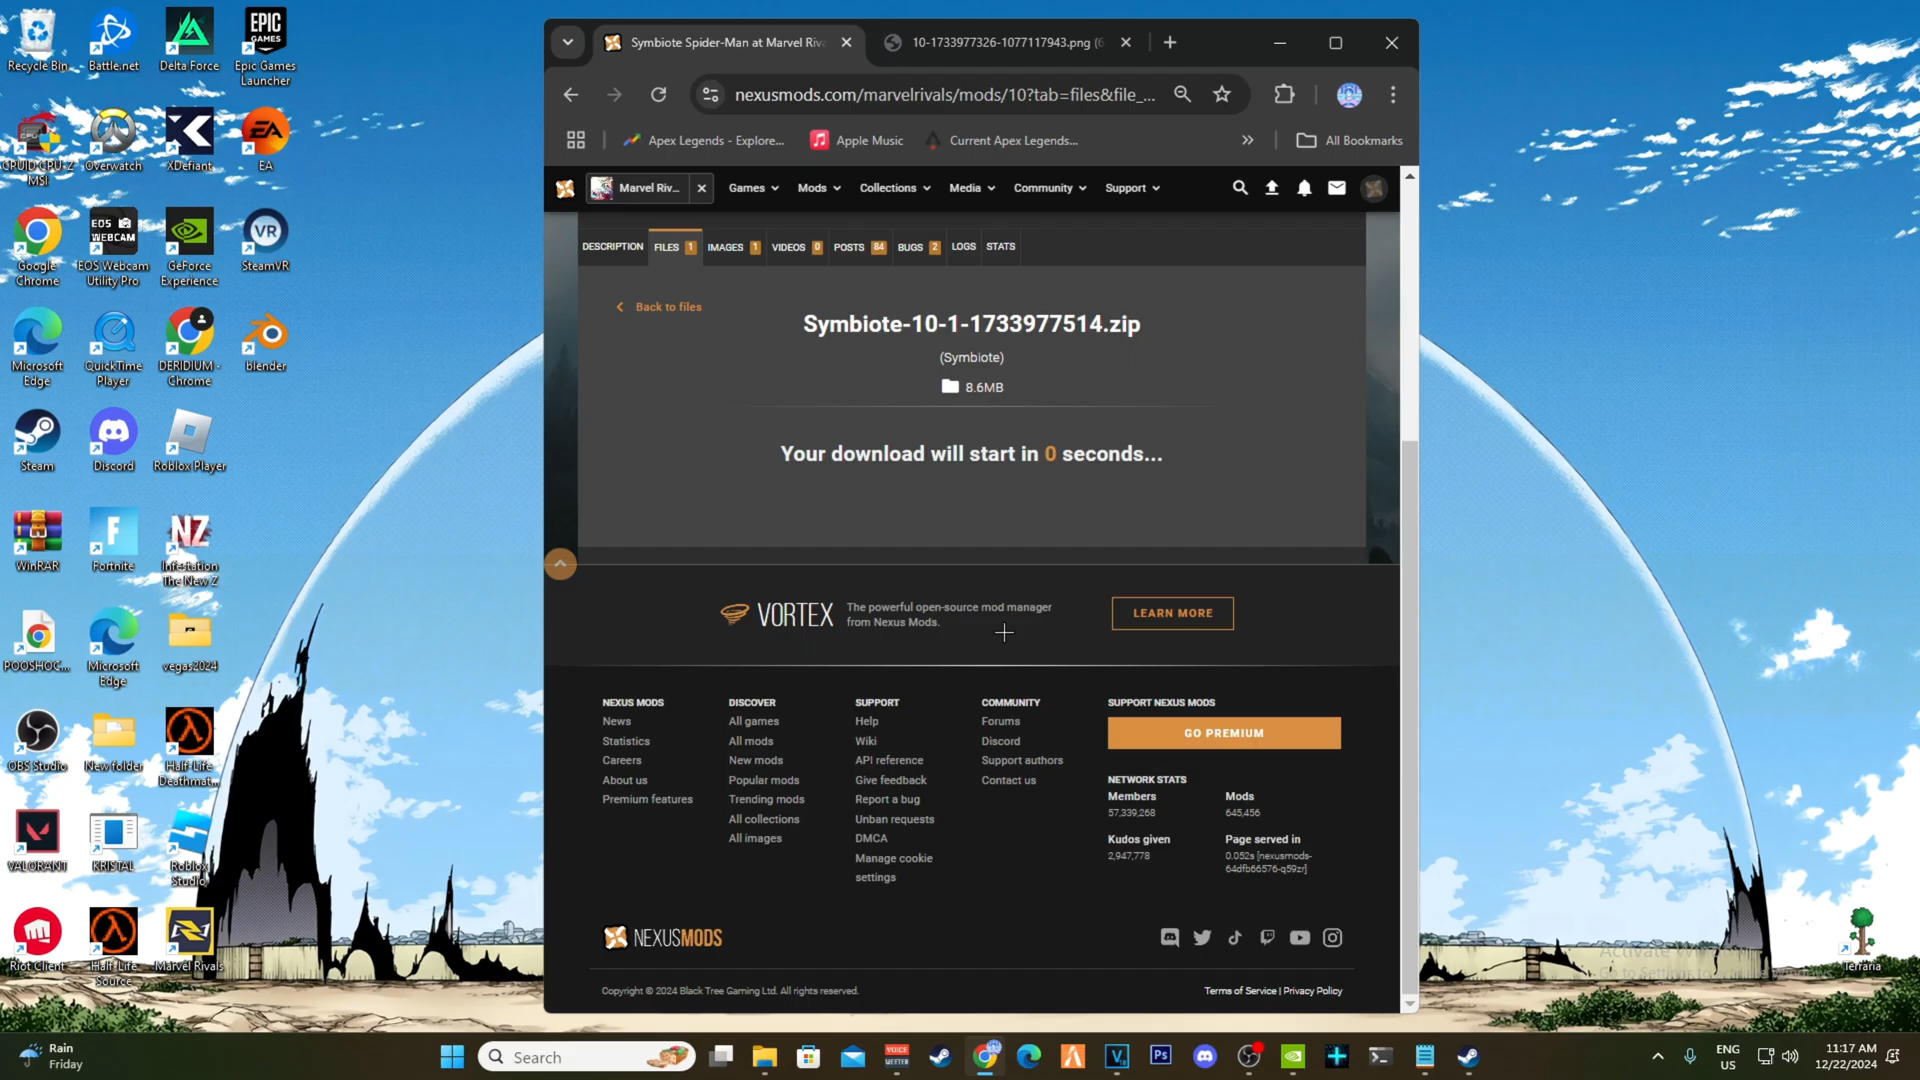 Recycle Bin
Battle.net
Delta Force
Epic Games Launcher
CPUID CPU-Z MSI
Overwatch
XDefiant
EA
Google Chrome
EOS WEBCAM
EOS Webcam Utility Pro
GeForce Experience
SteamVR
Microsoft Edge
QuickTime Player
DERIDIUM - Chrome
blender
Steam
Discord
Roblox Player
WinRAR
Fortnite
Infestation The New Z
POOSHOC...
Microsoft Edge
vegas2024
OBS Studio
New folder
Half-Life Deathmat...
VALORANT
KRISTAL
Roblox Studio
Riot Client
Half-Life Source
Marvel Rivals
Terraria
Symbiote Spider-Man at Marvel Riva
10-1733977326-1077117943.png (6
nexusmods.com/marvelrivals/mods/10?tab=files&file_...
Apex Legends - Explore...
Apple Music
Current Apex Legends...
All Bookmarks
Marvel Riv...
Games
Mods
Collections
Media
Community
Support
DESCRIPTION
FILES 1
IMAGES 1
VIDEOS 0
POSTS 84
BUGS 2
LOGS
STATS
Back to files
Symbiote-10-1-1733977514.zip
(Symbiote)
8.6MB
Your download will start in 0 seconds...
VORTEX
The powerful open-source mod manager
from Nexus Mods.
LEARN MORE
NEXUS MODS
News
Statistics
Careers
About us
Premium features
DISCOVER
All games
All mods
New mods
Popular mods
Trending mods
All collections
All images
SUPPORT
Help
Wiki
API reference
Give feedback
Report a bug
Unban requests
DMCA
Manage cookie
settings
COMMUNITY
Forums
Discord
Support authors
Contact us
SUPPORT NEXUS MODS
GO PREMIUM
NETWORK STATS
Members
57,339,268
Mods
645,456
Kudos given
2,947,778
Page served in
0.052s [nexusmods-
64dfb66576-q59zr]
NEXUSMODS
Copyright © 2024 Black Tree Gaming Ltd. All rights reserved.
Terms of Service | Privacy Policy
Rain
Friday
Search
ENG
US
11:17 AM
12/22/2024